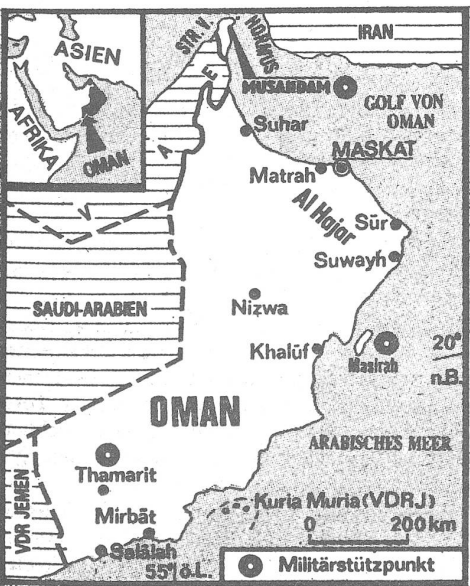 ASIEN
AFRIKA
OMAN
STR. V. HORMUS
IRAN
MUSANDAM
GOLF VON
OMAN
V A E
Suhar
MASKAT
Matrah
Al Hajar
Sūr
Suwayh
SAUDI-ARABIEN
Nizwa
Khalūf
Masirah
20°
n.B.
OMAN
ARABISCHES MEER
VDR JEMEN
Thamarit
Mirbāt
Kuria Muria (VDRJ)
0 200 km
Salālah
55° ö.L.
Militärstützpunkt